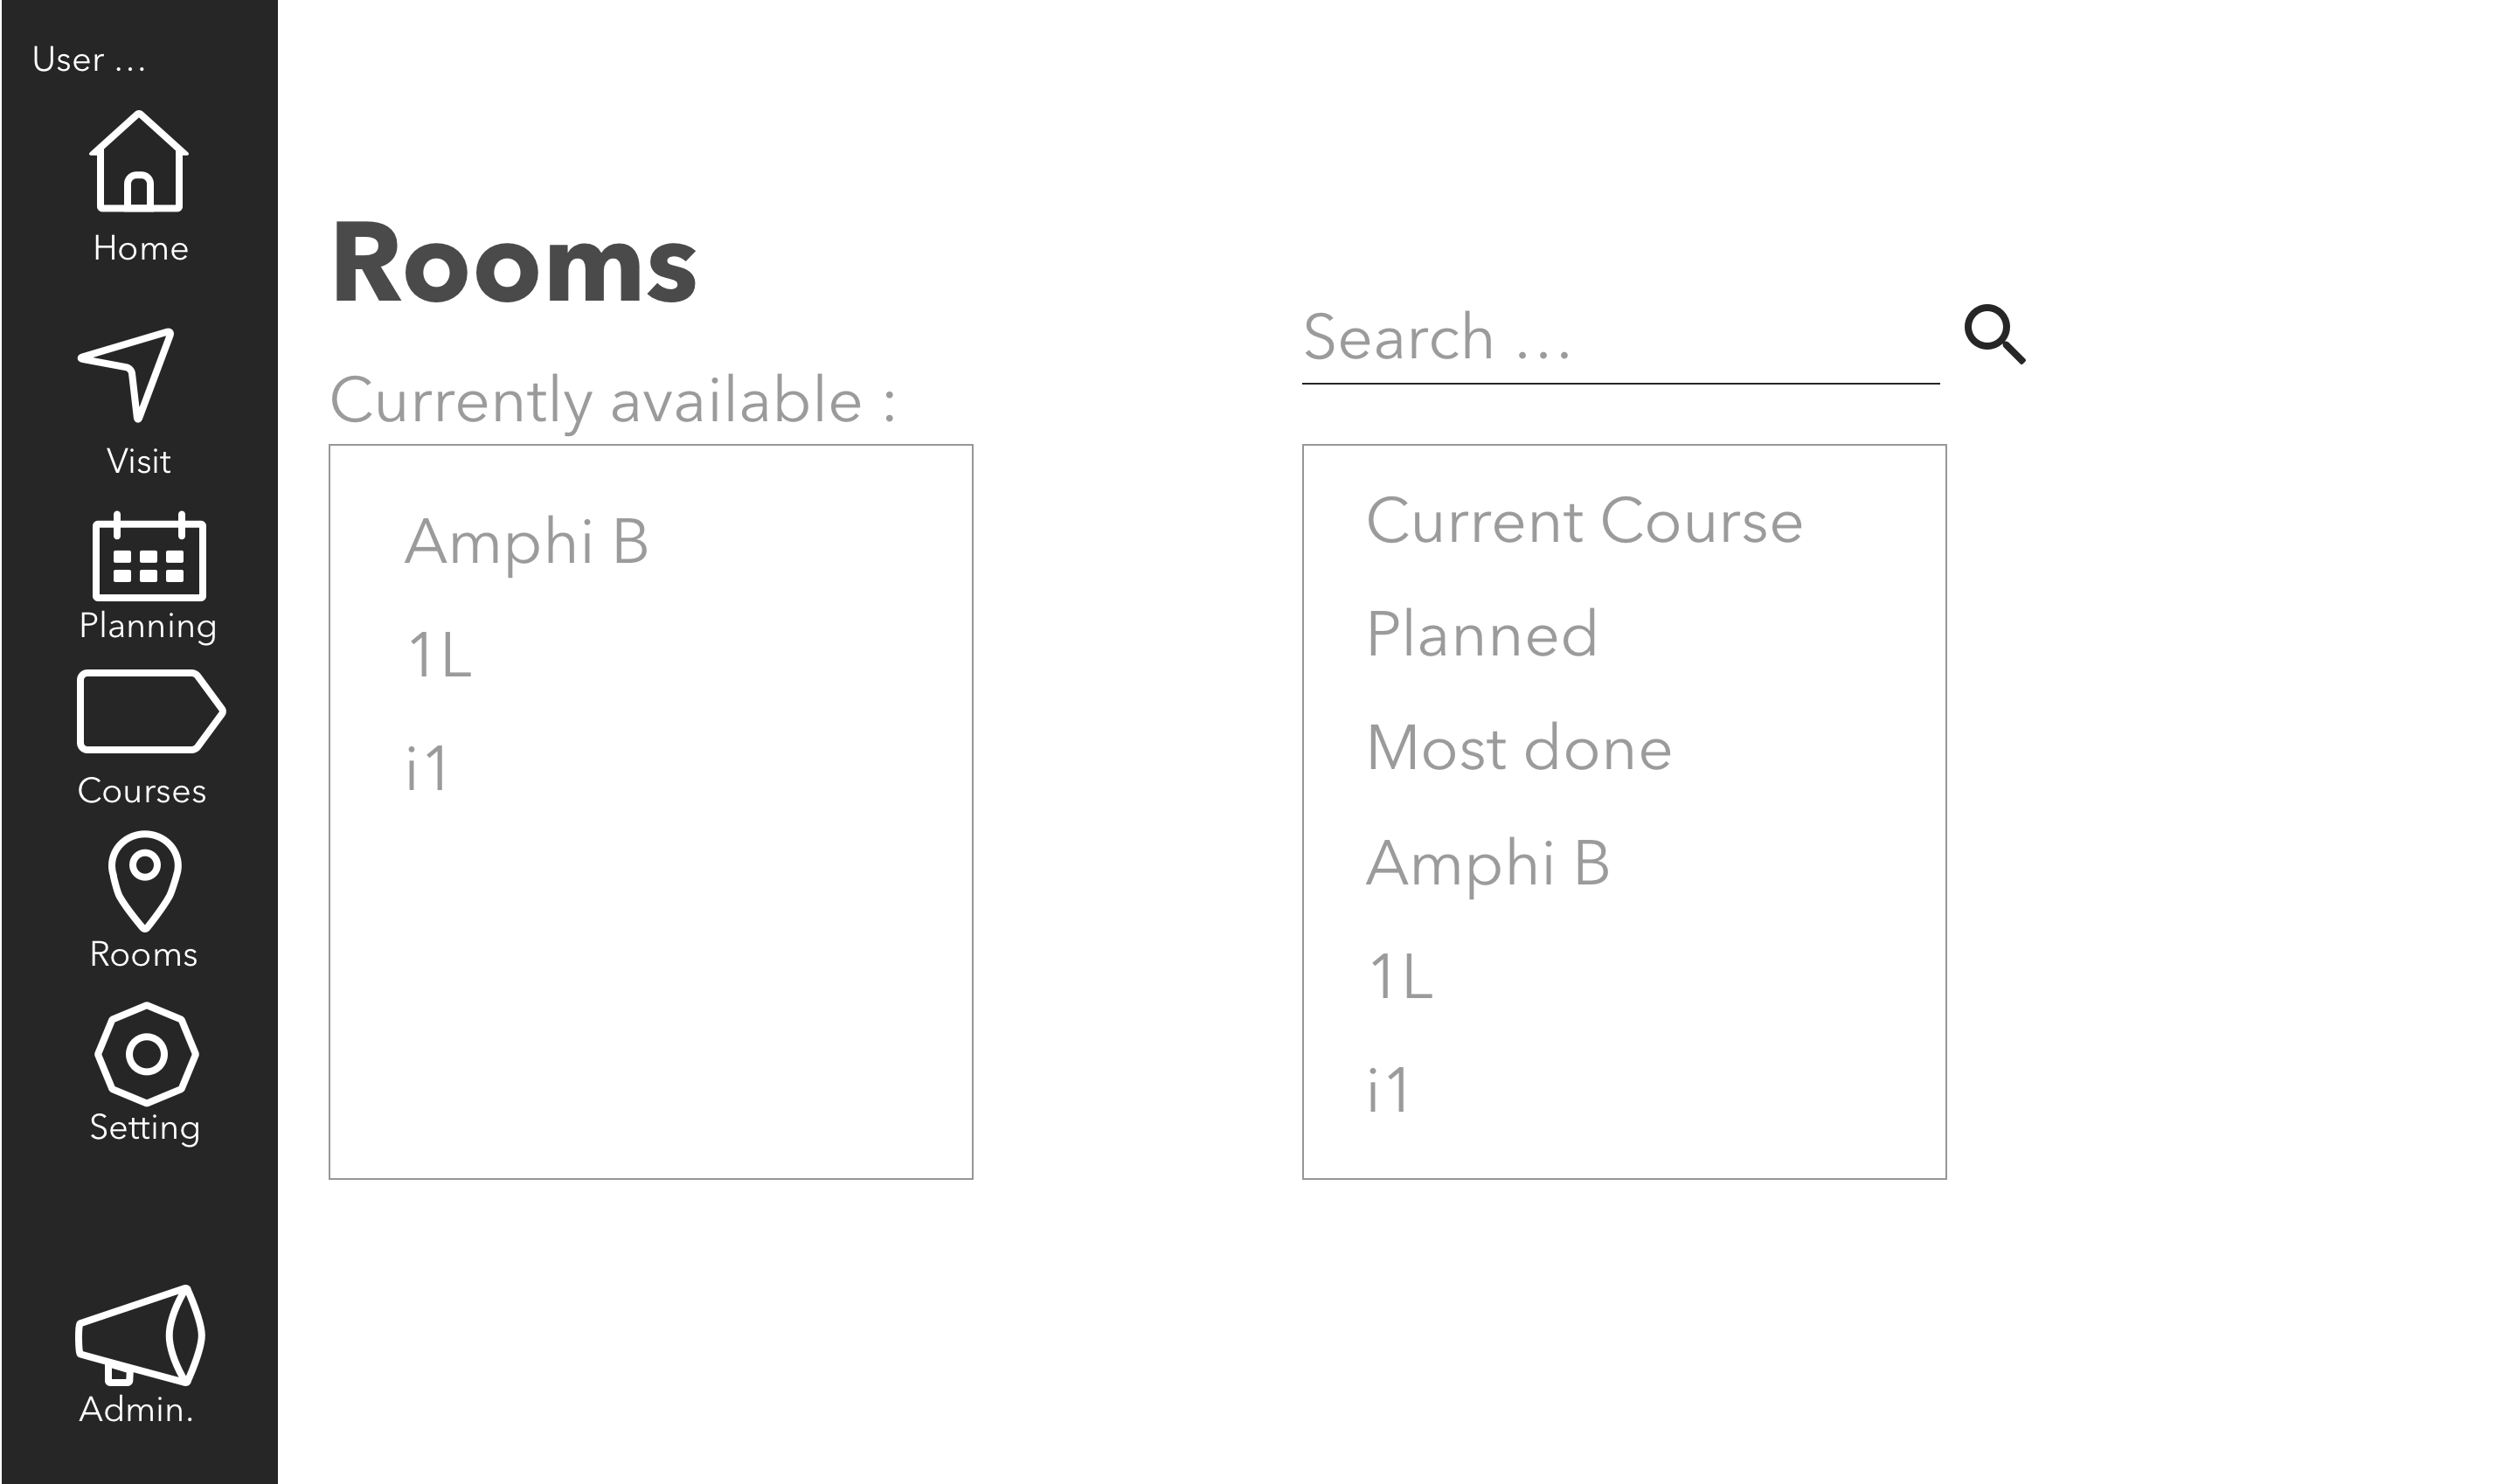 User ...
Home
Visit
Planning
Courses
Rooms
Setting
Admin.
Rooms
Currently available :
Amphi B
1L
i1
Search ...
Current Course
Planned
Most done
Amphi B
1L
i1